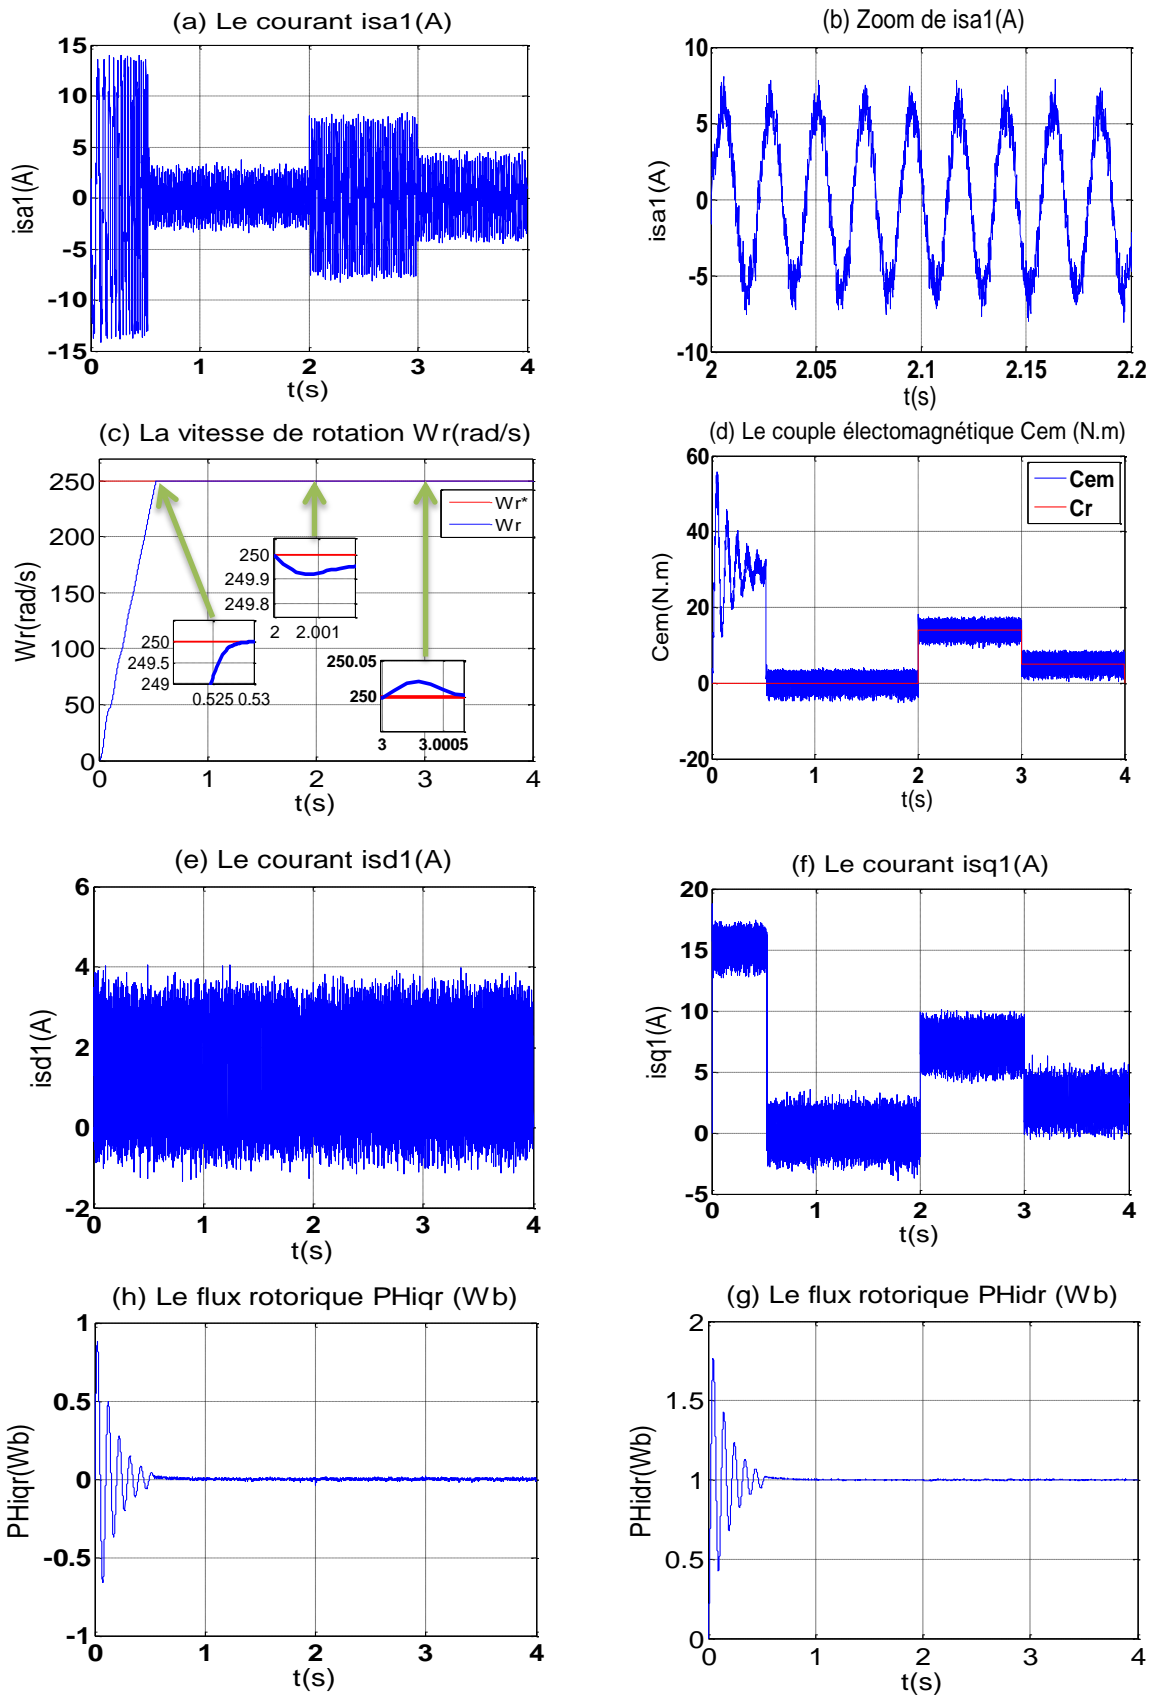 (a) Le courant isa1(A)
15
10
5
0
-5
-10
-15
isa1(A)
0 1 2 3 4
t(s)
(b) Zoom de isa1(A)
10
5
0
-5
-10
isa1(A)
2 2.05 2.1 2.15 2.2
t(s)
(c) La vitesse de rotation Wr(rad/s)
250
200
150
100
50
0
Wr(rad/s)
Wr*
Wr
250
249.9
249.8
2 2.001
250
249.5
249
0.525 0.53
250.05
250
3 3.0005
0 1 2 3 4
t(s)
(d) Le couple électomagnétique Cem (N.m)
60
40
20
0
-20
Cem(N.m)
Cem
Cr
0 1 2 3 4
t(s)
(e) Le courant isd1(A)
6
4
2
0
-2
isd1(A)
0 1 2 3 4
t(s)
(f) Le courant isq1(A)
20
15
10
5
0
-5
isq1(A)
0 1 2 3 4
t(s)
(h) Le flux rotorique PHiqr (Wb)
1
0.5
0
-0.5
-1
PHiqr(Wb)
0 1 2 3 4
t(s)
(g) Le flux rotorique PHidr (Wb)
2
1.5
1
0.5
0
PHidr(Wb)
0 1 2 3 4
t(s)